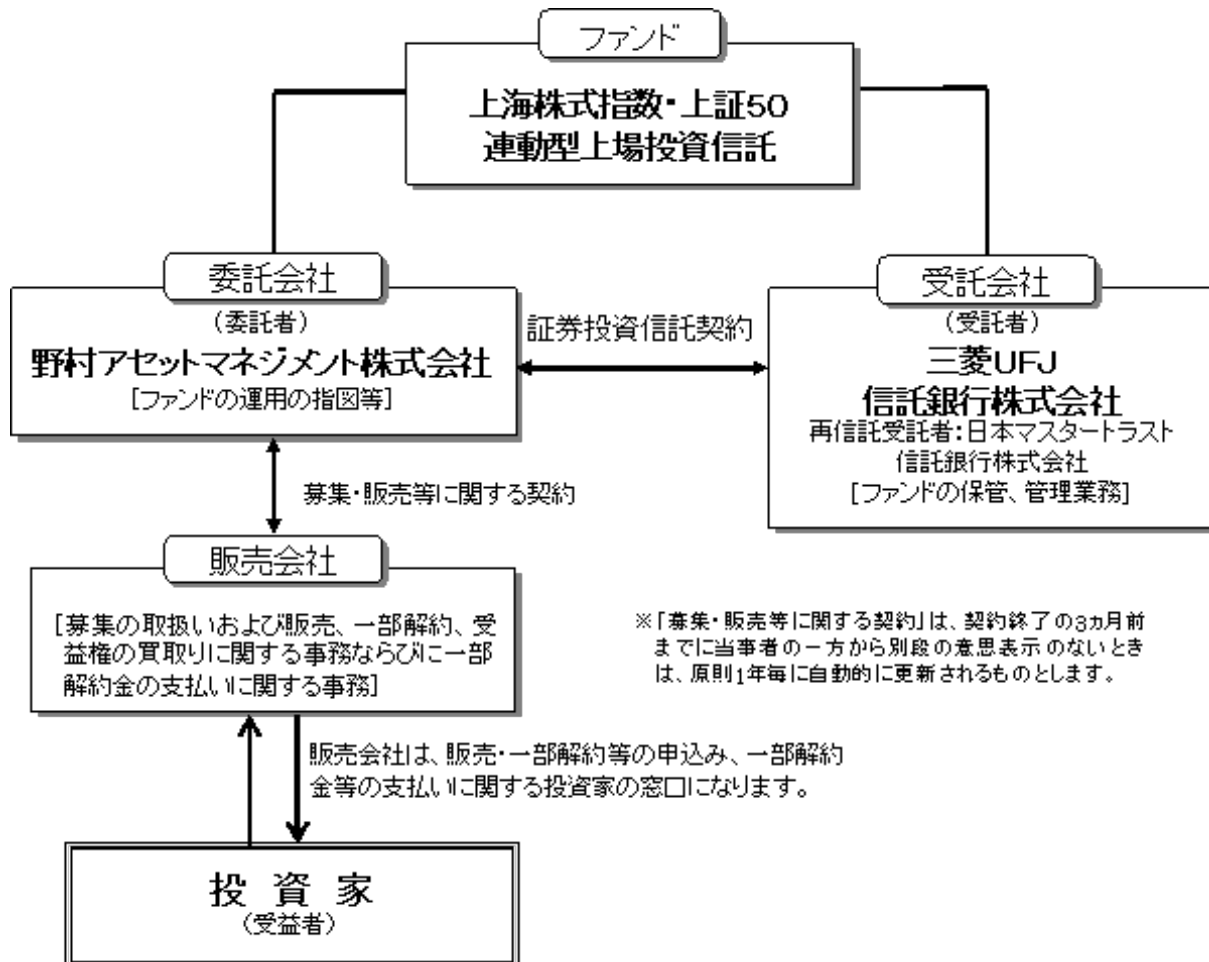 ファンド
上海株式指数・上証50
連動型上場投資信託
委託会社
(委託者)
野村アセットマネジメント株式会社
[ファンドの運用の指図等]
証券投資信託契約
受託会社
(受託者)
三菱UFJ
信託銀行株式会社
再信託受託者:日本マスタートラスト
信託銀行株式会社
[ファンドの保管、管理業務]
募集・販売等に関する契約
販売会社
[募集の取扱いおよび販売、一部解約、受
益権の買取りに関する事務ならびに一部
解約金の支払いに関する事務]
※「募集・販売等に関する契約」は、契約終了の3ヵ月前
までに当事者の一方から別段の意思表示のないとき
は、原則1年毎に自動的に更新されるものとします。
販売会社は、販売・一部解約等の申込み、一部解約
金等の支払いに関する投資家の窓口になります。
投資家
(受益者)